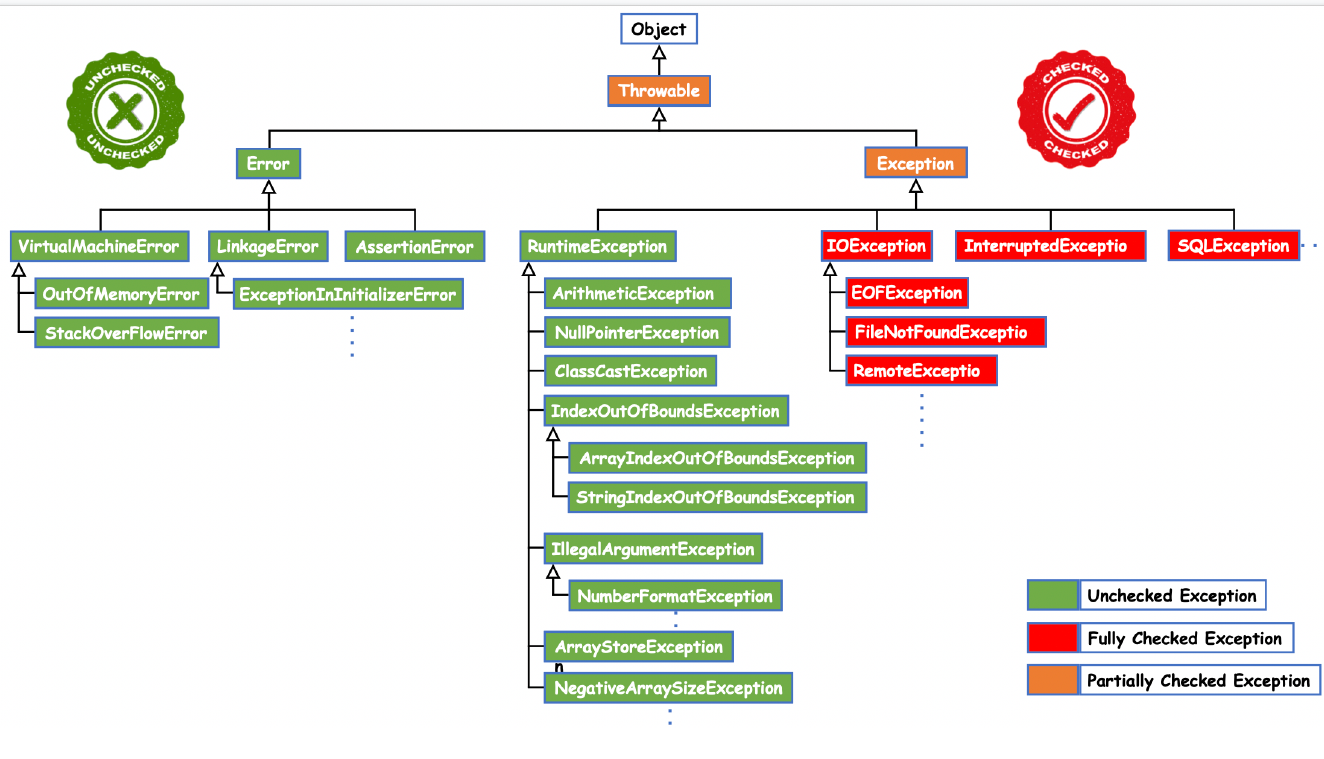 Object
UNCHECKED
UNCHECKED
Throwable
CHECKED
CHECKED
Error
Exception
VirtualMachineError
LinkageError
AssertionError
RuntimeException
IOException
InterruptedExceptio
SQLException
OutOfMemoryError
ExceptionInInitializerError
StackOverFlowError
ArithmeticException
NullPointerException
ClassCastException
IndexOutOfBoundsException
ArrayIndexOutOfBoundsException
StringIndexOutOfBoundsException
IllegalArgumentException
NumberFormatException
ArrayStoreException
n
NegativeArraySizeException
EOFException
FileNotFoundExceptio
RemoteExceptio
Unchecked Exception
Fully Checked Exception
Partially Checked Exception